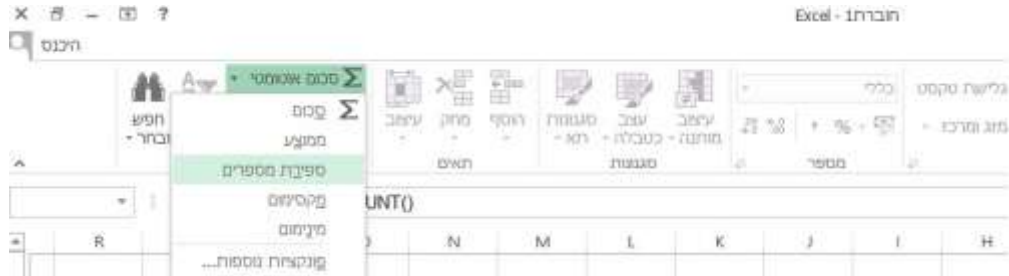 חוברת1 - Excel
?
היכנס
גלישת טקסט
כללי
עיצוב
עצב
סגנונות
הוסף
מחק
עיצוב
סכום אוטומטי
חפש
מזג ומרכז
%
מותנה
כטבלה
תא
ובחר
מספר
סגנונות
תאים
סכום
ממוצע
ספירת מספרים
מקסימום
מינימום
פונקציות נוספות...
UNT()
R
N
M
L
K
J
I
H